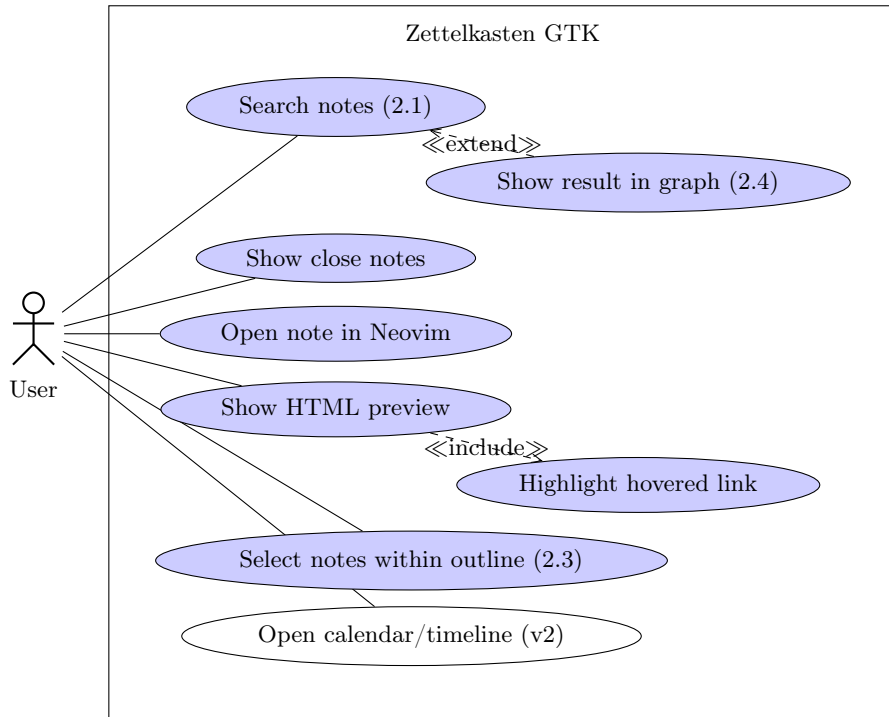 Zettelkasten GTK
Search notes (2.1)
≪extend≫
Show result in graph (2.4)
Show close notes
Open note in Neovim
User
Show HTML preview
≪include≫
Highlight hovered link
Select notes within outline (2.3)
Open calendar/timeline (v2)